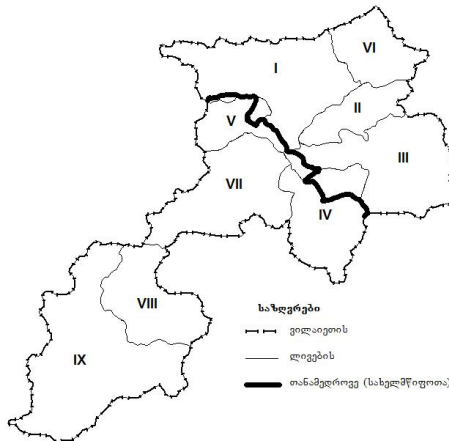 VI
I
II
V
III
VII
IV
VIII
IX
საზღვრები
ვილაიეთის
ლივების
თანამედროვე (სახელმწიფოთა)